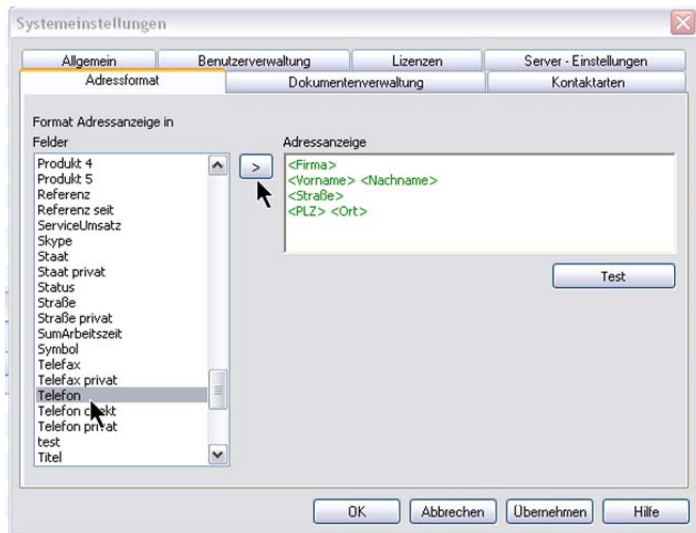 Systemeinstellungen
Allgemein Benutzerverwaltung Lizenzen Server - Einstellungen
Adressformat Dokumentenverwaltung Kontaktarten
Format Adressanzeige in
Felder
Produkt 4
Produkt 5
Referenz
Referenz seit
ServiceUmsatz
Skype
Staat
Staat privat
Status
Straße
Straße privat
SumArbeitszeit
Symbol
Telefax
Telefax privat
Telefon
Telefon
Telefon privat
test
Titel
>
Adressanzeige
<Firma>
<Vorname> <Nachname>
<Straße>
<PLZ> <Ort>
Test
OK Abbrechen Übernehmen Hilfe